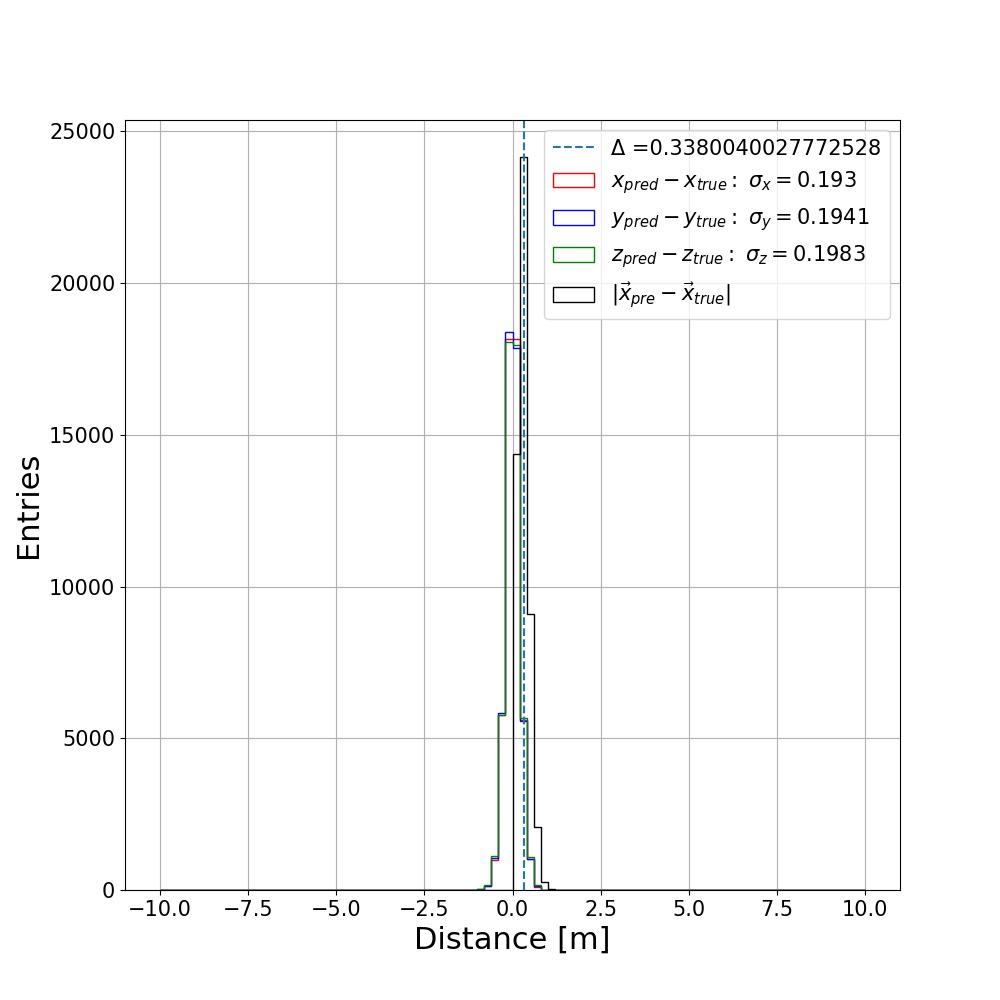 25000
20000
15000
10000
5000
0
Entries
Δ =0.3380040027772528
x_pred − x_true : σ_x = 0.193
y_pred − y_true : σ_y = 0.1941
z_pred − z_true : σ_z = 0.1983
|x⃗_pre − x⃗_true|
−10.0 −7.5 −5.0 −2.5 0.0 2.5 5.0 7.5 10.0
Distance [m]